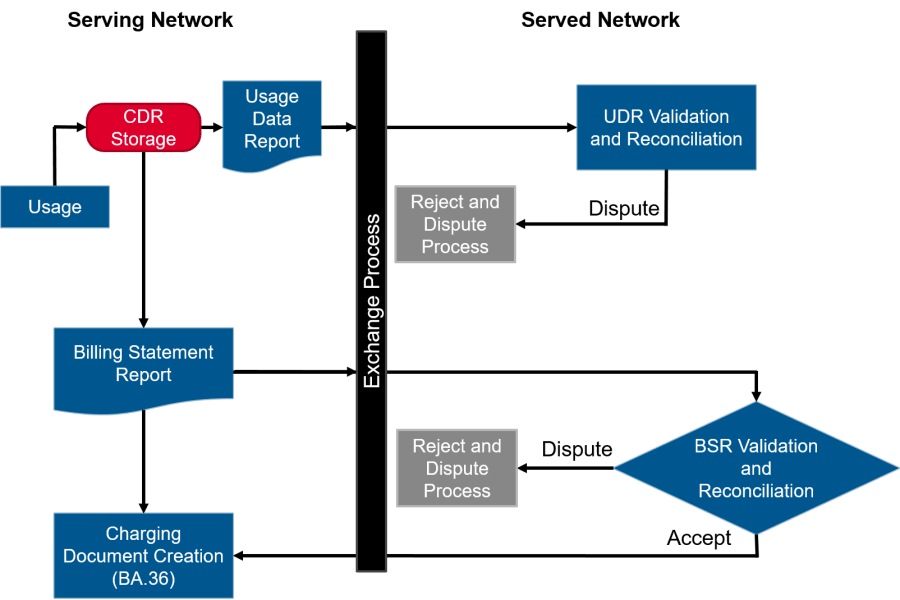 Serving Network
Served Network
CDR
Storage
Usage
Data
Report
UDR Validation
and Reconciliation
Usage
Reject and
Dispute
Process
Dispute
Exchange Process
Billing Statement
Report
Reject and
Dispute
Process
Dispute
BSR Validation
and
Reconciliation
Charging
Document Creation
(BA.36)
Accept